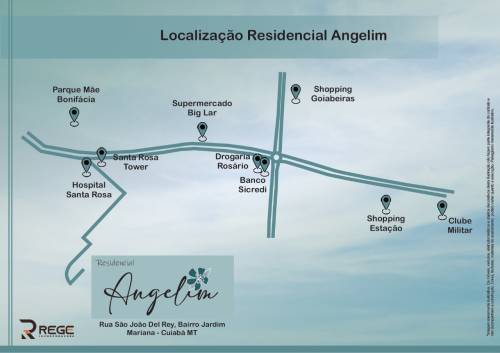 Localização Residencial Angelim
Parque Mãe
Bonifácia
Supermercado
Big Lar
Shopping
Goiabeiras
Santa Rosa
Tower
Hospital
Santa Rosa
Drogaria
Rosário
Banco
Sicredi
Shopping
Estação
Clube
Militar
Residencial
Angelim
Rua São João Del Rey, Bairro Jardim
Mariana - Cuiabá MT
REGE